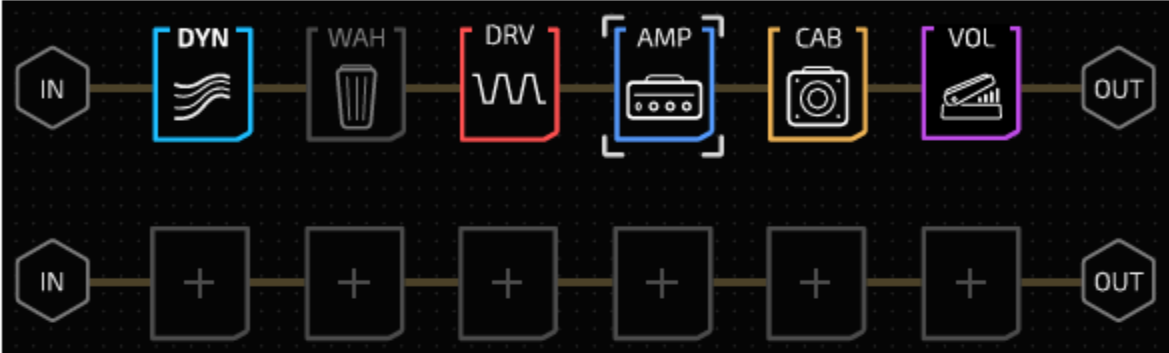 IN DYN WAH DRV AMP CAB VOL OUT
IN + + + + + + OUT